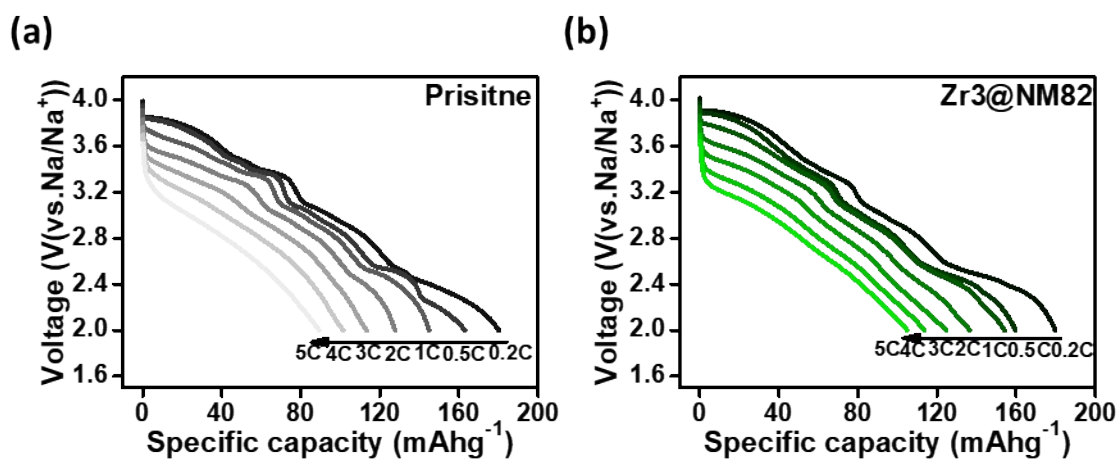 (a)
(b)
Prisitne
Zr3@NM82
Voltage (V(vs.Na/Na⁺))
4.0
3.6
3.2
2.8
2.4
2.0
1.6
5C 4C 3C 2C 1C 0.5C 0.2C
0 40 80 120 160 200
Specific capacity (mAhg⁻¹)
Voltage (V(vs.Na/Na⁺))
4.0
3.6
3.2
2.8
2.4
2.0
1.6
5C4C 3C2C 1C0.5C0.2C
0 40 80 120 160 200
Specific capacity (mAhg⁻¹)